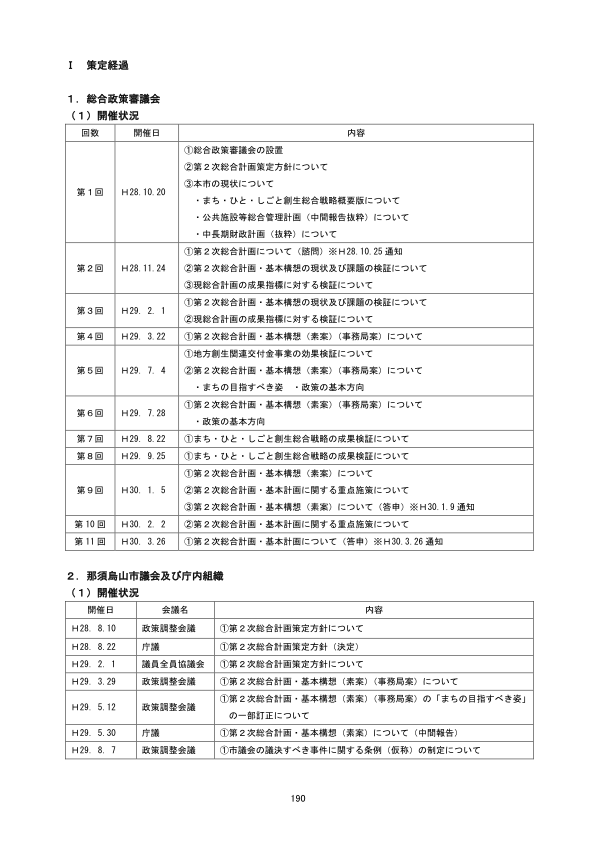 Ⅰ　策定経過
１．総合政策審議会
（１）開催状況
回数　開催日　内容
第１回　Ｈ28.10.20　①総合政策審議会の設置
②第２次総合計画策定方針について
③本市の現状について
・まち・ひと・しごと創生総合戦略概要版について
・公共施設等総合管理計画（中間報告抜粋）について
・中長期財政計画（抜粋）について
第２回　Ｈ28.11.24　①第２次総合計画について（諮問）※Ｈ28.10.25 通知
②第２次総合計画・基本構想の現状及び課題の検証について
③現総合計画の成果指標に対する検証について
第３回　Ｈ29. 2. 1　①第２次総合計画・基本構想の現状及び課題の検証について
②現総合計画の成果指標に対する検証について
第４回　Ｈ29. 3.22　①第２次総合計画・基本構想（素案）（事務局案）について
第５回　Ｈ29. 7. 4　①地方創生関連交付金事業の効果検証について
②第２次総合計画・基本構想（素案）（事務局案）について
・まちの目指すべき姿　・政策の基本方向
第６回　Ｈ29. 7.28　①第２次総合計画・基本構想（素案）（事務局案）について
・政策の基本方向
第７回　Ｈ29. 8.22　①まち・ひと・しごと創生総合戦略の成果検証について
第８回　Ｈ29. 9.25　①まち・ひと・しごと創生総合戦略の成果検証について
第９回　Ｈ30. 1. 5　①第２次総合計画・基本構想（素案）について
②第２次総合計画・基本計画に関する重点施策について
③第２次総合計画・基本構想（素案）について（答申）※Ｈ30.1.9 通知
第 10 回　Ｈ30. 2. 2　②第２次総合計画・基本計画に関する重点施策について
第 11 回　Ｈ30. 3.26　①第２次総合計画・基本計画について（答申）※Ｈ30.3.26 通知
２．那須烏山市議会及び庁内組織
（１）開催状況
開催日　会議名　内容
Ｈ28. 8.10　政策調整会議　①第２次総合計画策定方針について
Ｈ28. 8.22　庁議　①第２次総合計画策定方針（決定）
Ｈ29. 2. 1　議員全員協議会　①第２次総合計画策定方針について
Ｈ29. 3.29　政策調整会議　①第２次総合計画・基本構想（素案）（事務局案）について
Ｈ29. 5.12　政策調整会議　①第２次総合計画・基本構想（素案）（事務局案）の「まちの目指すべき姿」
の一部訂正について
Ｈ29. 5.30　庁議　①第２次総合計画・基本構想（素案）について（中間報告）
Ｈ29. 8. 7　政策調整会議　①市議会の議決すべき事件に関する条例（仮称）の制定について
190